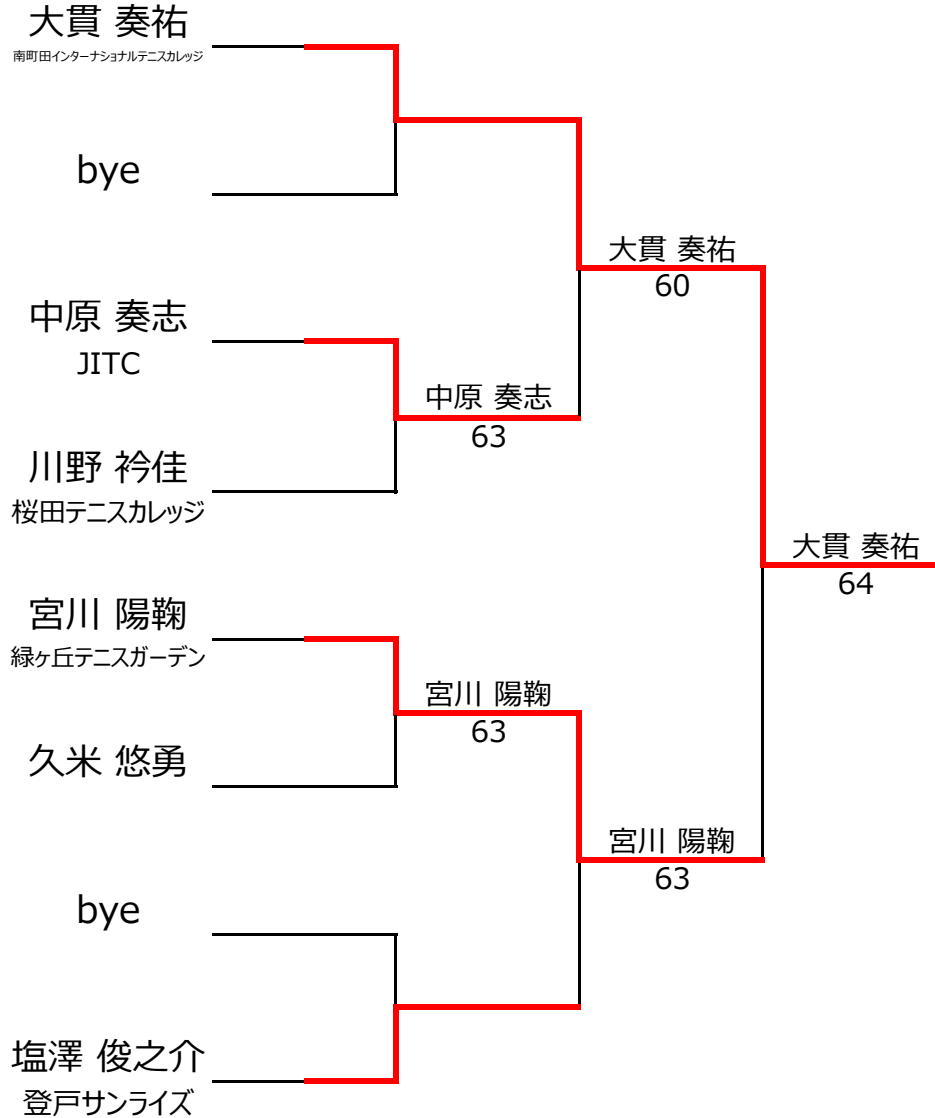 大貫 奏祐
南町田インターナショナルテニスカレッジ
bye
大貫 奏祐
60
中原 奏志
JITC
中原 奏志
63
川野 衿佳
桜田テニスカレッジ
大貫 奏祐
64
宮川 陽鞠
緑ヶ丘テニスガーデン
宮川 陽鞠
63
久米 悠勇
宮川 陽鞠
63
bye
塩澤 俊之介
登戸サンライズ